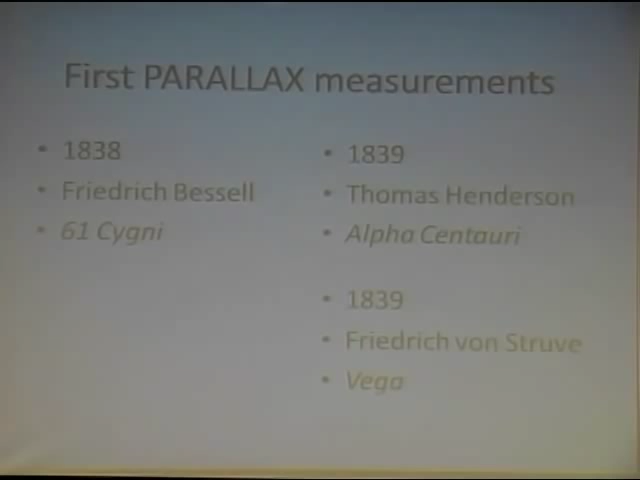 First PARALLAX measurements
• 1838
• Friedrich Bessell
• 61 Cygni
• 1839
• Thomas Henderson
• Alpha Centauri
• 1839
• Friedrich von Struve
• Vega